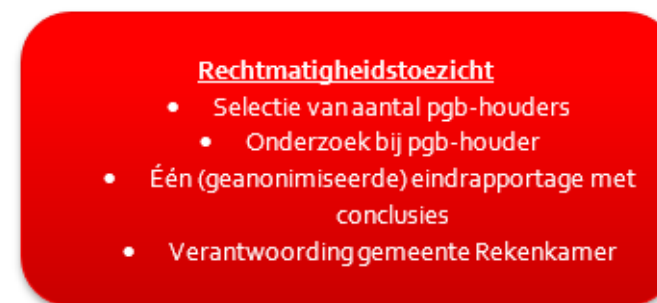 Rechtmatigheidstoezicht
• Selectie van aantal pgb-houders
• Onderzoek bij pgb-houder
• Één (geanonimiseerde) eindrapportage met
conclusies
• Verantwoording gemeente Rekenkamer